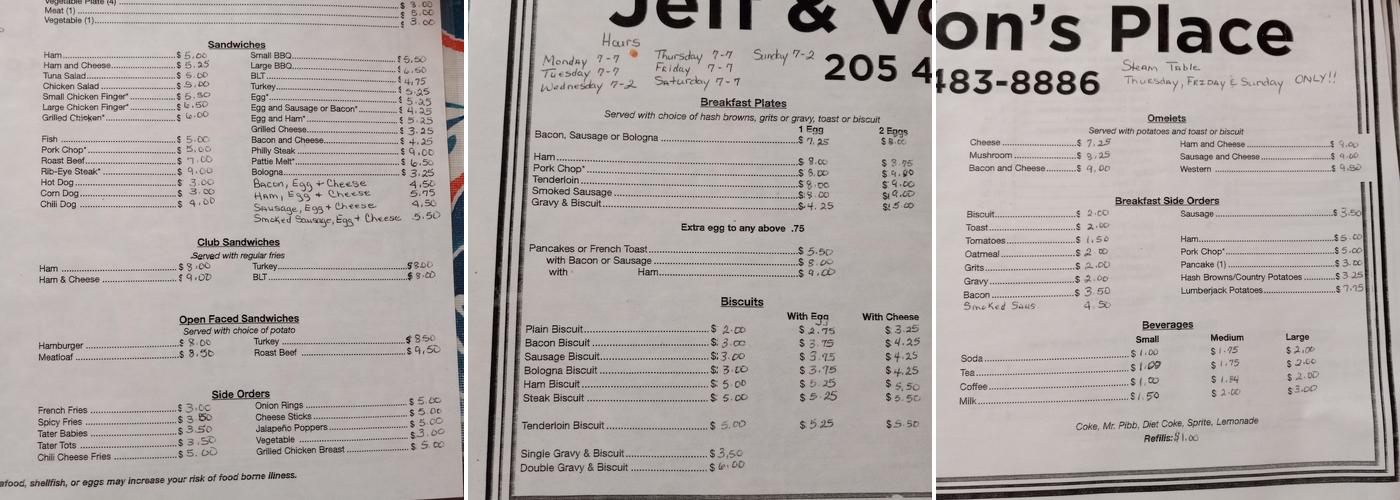 Vegetable Plate (4) $ 8.00
Meat (1) $ 5.00
Vegetable (1) $ 3.00
Sandwiches
Ham $ 5.00
Ham and Cheese $ 5.25
Tuna Salad $ 5.00
Chicken Salad $ 5.00
Small Chicken Finger* $ 5.50
Large Chicken Finger* $ 6.50
Grilled Chicken* $ 6.00
Fish $ 5.00
Pork Chop* $ 5.00
Roast Beef $ 7.00
Rib-Eye Steak* $ 9.00
Hot Dog $ 3.00
Corn Dog $ 3.00
Chili Dog $ 4.00
Small BBQ $ 5.50
Large BBQ $ 6.50
BLT $ 4.75
Turkey $ 5.25
Egg* $
Egg and Sausage or Bacon* $ 4.25
Egg and Ham* $ 5.25
Grilled Cheese $ 3.25
Bacon and Cheese $ 4.25
Philly Steak $ 9.00
Pattie Melt* $ 6.50
Bologna $ 3.25
Bacon, Egg + Cheese 4,50
Ham, Egg + Cheese 5.75
Sausage, Egg + Cheese 4,50
Smoked Sausage, Egg + Cheese 5.50
Club Sandwiches
Served with regular fries
Ham $ 8.00
Ham & Cheese $ 9.00
Turkey $ 8.00
BLT $ 8.00
Open Faced Sandwiches
Served with choice of potato
Hamburger $ 8.00
Meatloaf $ 8.50
Turkey $ 8.50
Roast Beef $ 9,50
Side Orders
French Fries $ 3.00
Spicy Fries $ 3.50
Tater Babies $ 3.50
Tater Tots $ 3.50
Chili Cheese Fries $ 5.00
Onion Rings $ 5.00
Cheese Sticks $ 5.00
Jalapeño Poppers $ 5.00
Vegetable $ 3.00
Grilled Chicken Breast $ 5.00
afood, shellfish, or eggs may increase your risk of food borne illness.
Jeff & Vo
Hours
Monday 7-7 Thursday 7-7 Sunday 7-2
Tuesday 7-7 Friday 7-7
Wednesday 7-2 Saturday 7-7
205 4
Breakfast Plates
Served with choice of hash browns, grits or gravy, toast or biscuit
1 Egg 2 Eggs
Bacon, Sausage or Bologna $ 7.25 $ 8.00
Ham $ 8.00 $
Pork Chop* $ 8.00 $
Tenderloin $ 8.00 $ 9.00
Smoked Sausage $ 8.00 $ 9.00
Gravy & Biscuit $ 4.25 $ 5.00
Extra egg to any above .75
Pancakes or French Toast $ 5.50
with Bacon or Sausage $ 8.00
with Ham $ 9.00
Biscuits
With Egg With Cheese
Plain Biscuit $ 2.00 $ 2.75 $ 3.25
Bacon Biscuit $ 3.00 $ 3.75 $ 4.25
Sausage Biscuit $ 3.00 $ 3.75 $ 4.25
Bologna Biscuit $ 3.00 $ 3.75 $ 4.25
Ham Biscuit $ 5.00 $ 5.25 $ 5,50
Steak Biscuit $ 5.00 $ 5.25 $ 5.50
Tenderloin Biscuit $ 5.00 $ 5.25 $ 5.50
Single Gravy & Biscuit $ 3,50
Double Gravy & Biscuit $ 6.00
on's Place
483-8886
Steam Table
Thursday, FRIDAY & Sunday ONLY!!
Omelets
Served with potatoes and toast or biscuit
Cheese $ 7.25
Mushroom $ 8.25
Bacon and Cheese $ 9,00
Ham and Cheese $ 9.00
Sausage and Cheese $ 9.00
Western $ 9.50
Breakfast Side Orders
Biscuit $ 2.00
Toast $ 2.00
Tomatoes $ 1.50
Oatmeal $ 2.00
Grits $ 2.00
Gravy $ 2.00
Bacon $ 3.50
Smoked Saus 4.50
Sausage $ 3.50
Ham $ 5.00
Pork Chop* $ 5.00
Pancake (1) $ 3.00
Hash Browns/Country Potatoes $ 3.25
Lumberjack Potatoes $ 7.75
Beverages
Small Medium Large
Soda $ 1.00 $ 1.75 $ 2.00
Tea $ 1.00 $ 1.75 $ 2.00
Coffee $ 1.00 $ $ 2.00
Milk $ 1.50 $ 2.00 $ 3.00
Coke, Mr. Pibb, Diet Coke, Sprite, Lemonade
Refills: $1.00